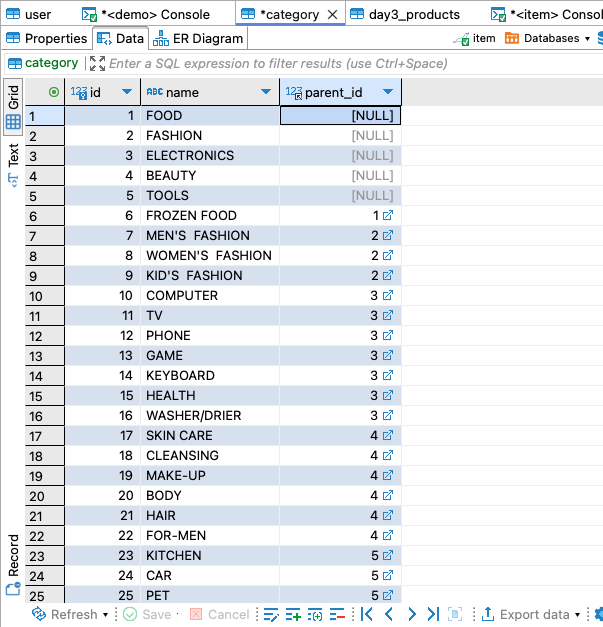 user *<demo> Console *category day3_products *<item> Consol
Properties Data ER Diagram item Databases
category Enter a SQL expression to filter results (use Ctrl+Space)
Grid
Text
Record
123 id ABC name 123 parent_id
1 1 FOOD [NULL]
2 2 FASHION [NULL]
3 3 ELECTRONICS [NULL]
4 4 BEAUTY [NULL]
5 5 TOOLS [NULL]
6 6 FROZEN FOOD 1
7 7 MEN'S  FASHION 2
8 8 WOMEN'S  FASHION 2
9 9 KID'S  FASHION 2
10 10 COMPUTER 3
11 11 TV 3
12 12 PHONE 3
13 13 GAME 3
14 14 KEYBOARD 3
15 15 HEALTH 3
16 16 WASHER/DRIER 3
17 17 SKIN CARE 4
18 18 CLEANSING 4
19 19 MAKE-UP 4
20 20 BODY 4
21 21 HAIR 4
22 22 FOR-MEN 4
23 23 KITCHEN 5
24 24 CAR 5
25 25 PET 5
Refresh Save Cancel Export data